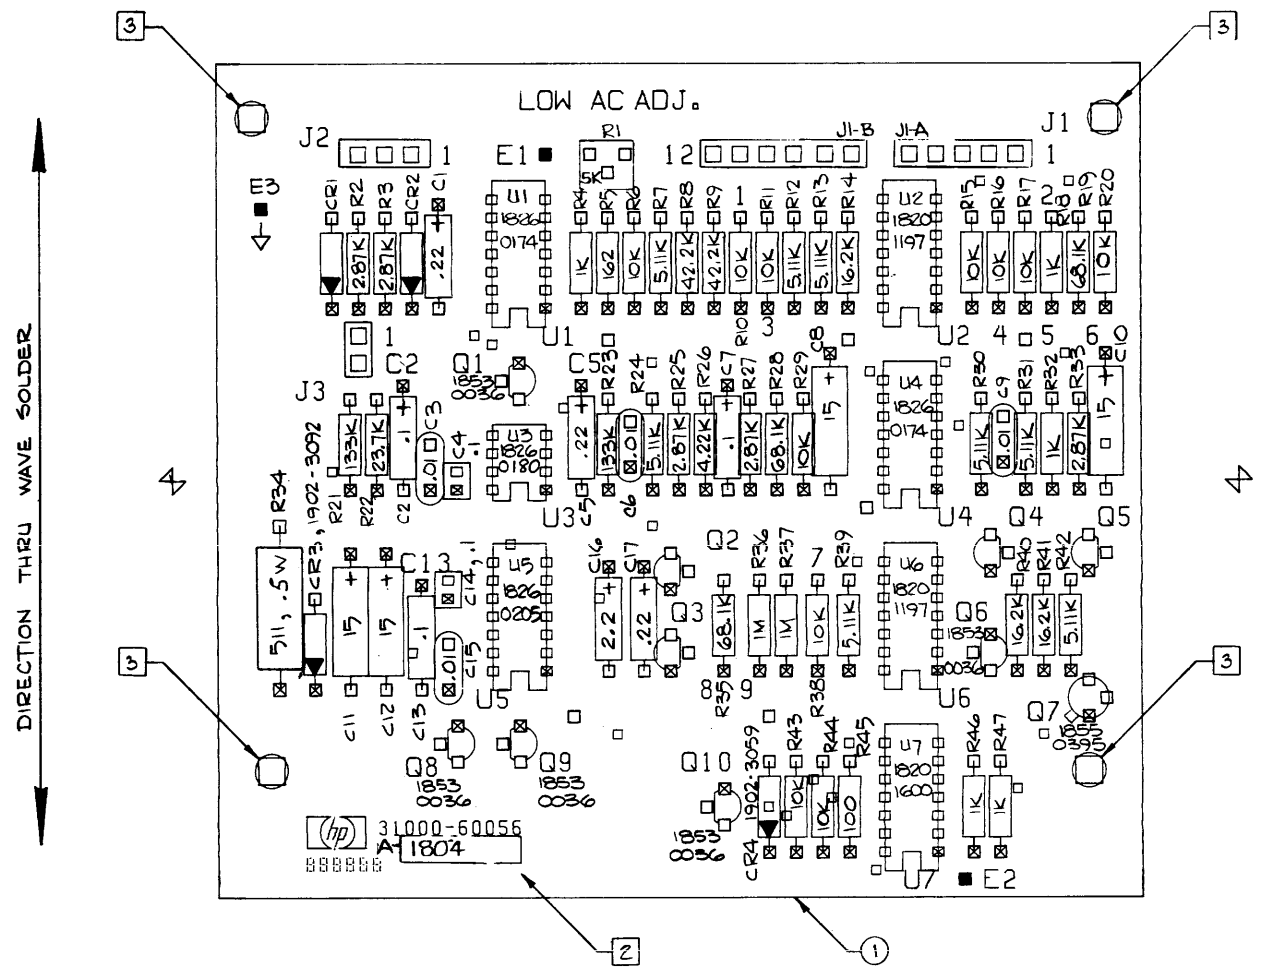 3
3
LOW AC ADJ.
DIRECTION THRU WAVE SOLDER
J2
1
E1
R1
5K
12
J1-B
J1-A
1
J1
E3
CR1
R2
R3
CR2
C1
2.87K
2.87K
.22 +
U1
1826
0174
R4
R5
R6
R7
R8
R9
1
R11
R12
R13
R14
1K
162
10K
5.11K
42.2K
42.2K
10K
10K
5.11K
5.11K
16.2K
U2
1820
1197
R15
R16
R17
2
R18
R19
R20
10K
10K
10K
1K
68.1K
10K
U1
R10
3
U2
4
5
6
1
J3
C2
Q1
1853
0036
C5
R23
R24
R25
R26
C7
R27
R28
R29
C8
R30
C9
R31
R32
R33
C10
133K
23.7K
.1 +
C3
.01
C4
.1
U3
1826
0180
.22 +
133K
.01
5.11K
2.87K
4.22K
.1 +
2.87K
68.1K
10K
15 +
U4
1826
0174
5.11K
.01
5.11K
1K
2.87K
15 +
R34
R21
R22
C2
CR3, 1902-3092
U3
C5
C6
U4
Q4
Q5
511, .5W
15 +
15 +
C13
.1
C14, .1
.01
C15
U5
1826
0205
C16
C17
2.2 +
.22 +
Q2
Q3
R36
R37
7
R39
68.1K
1M
1M
10K
5.11K
U6
1820
1197
R40
R41
R42
Q6
1853
0036
16.2K
16.2K
5.11K
3
3
C11
C12
C13
U5
8
R35
9
R38
U6
Q7
1855
0395
Q8
1853
0036
Q9
1853
0036
Q10
1853
0036
1902-3059
CR4
R43
R44
R45
10K
10K
100
U7
1820
1600
R46
R47
1K
1K
hp
31000-60056
A-1804
888888
U7
E2
2
1